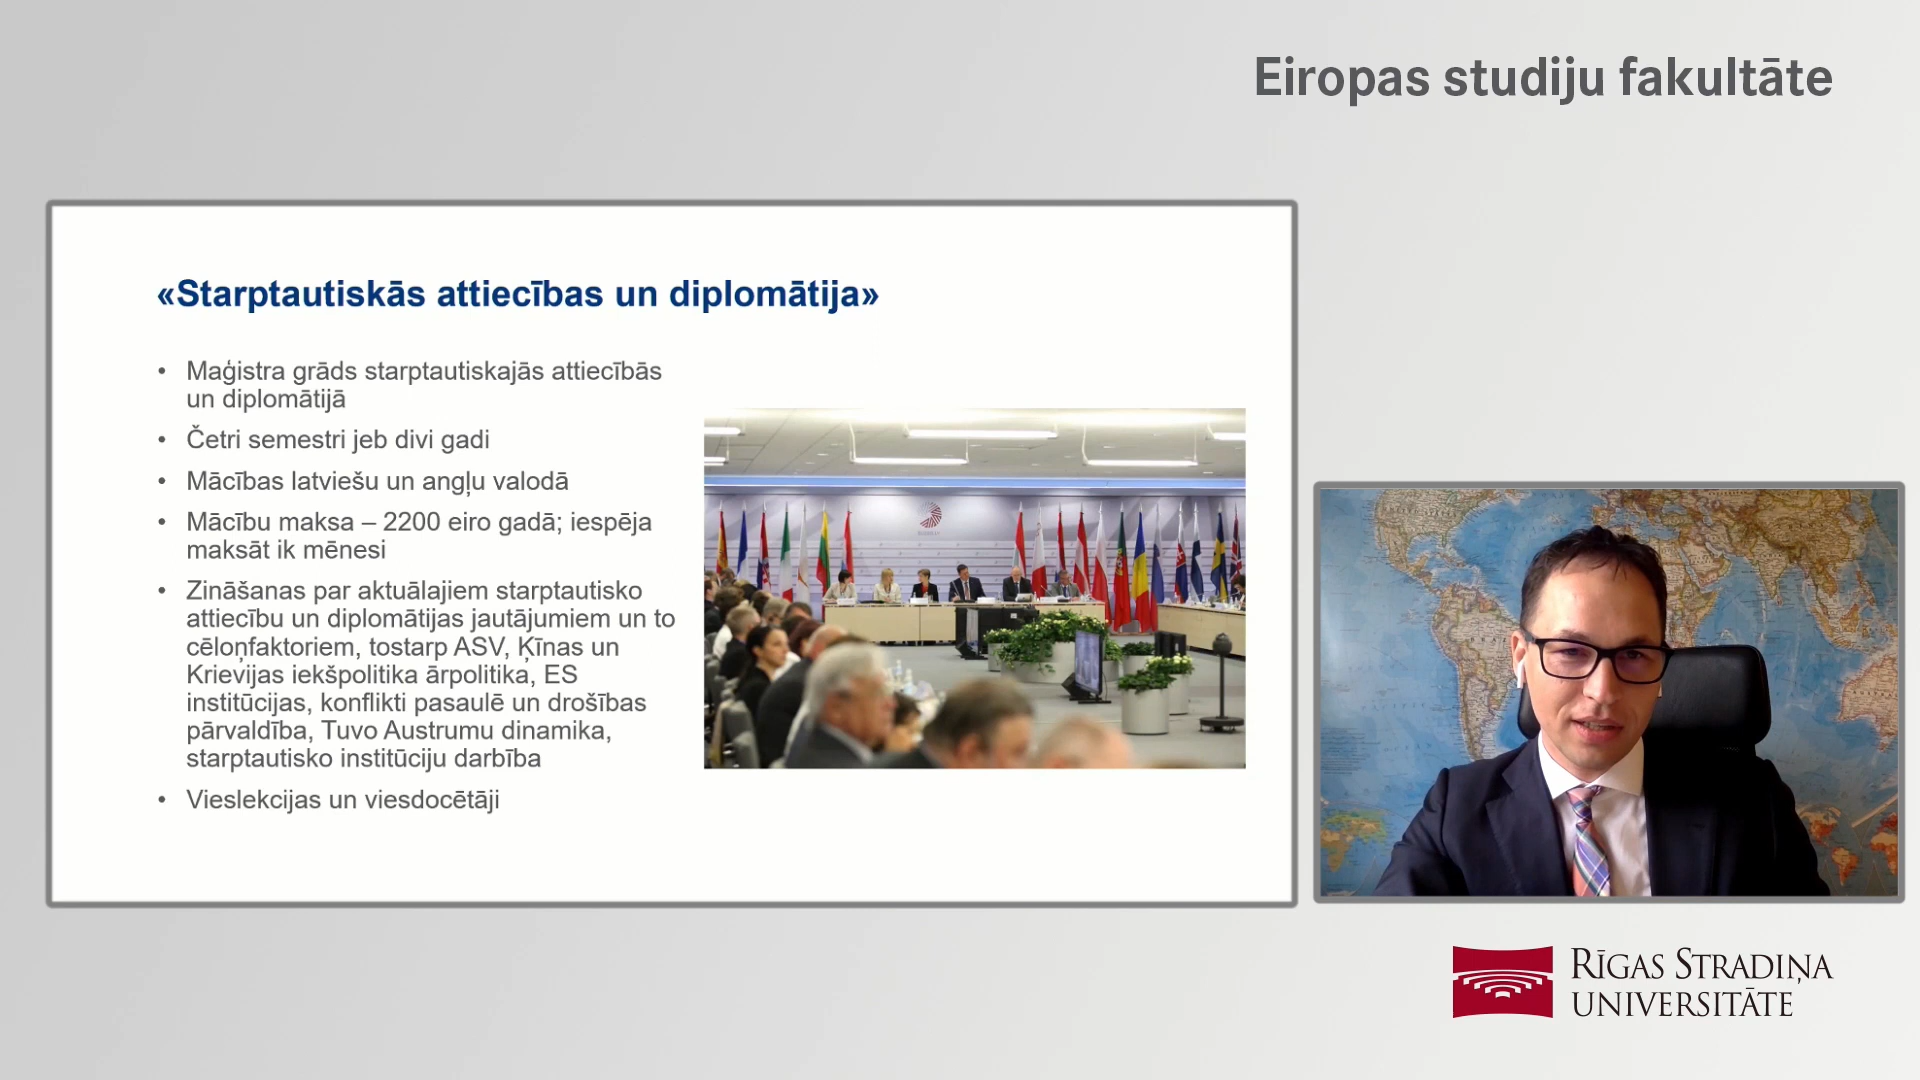 Eiropas studiju fakultāte
«Starptautiskās attiecības un diplomātija»
• Maģistra grāds starptautiskajās attiecībās
un diplomātijā
• Četri semestri jeb divi gadi
• Mācības latviešu un angļu valodā
• Mācību maksa – 2200 eiro gadā; iespēja
maksāt ik mēnesi
• Zināšanas par aktuālajiem starptautisko
attiecību un diplomātijas jautājumiem un to
cēloņfaktoriem, tostarp ASV, Ķīnas un
Krievijas iekšpolitika ārpolitika, ES
institūcijas, konflikti pasaulē un drošības
pārvaldība, Tuvo Austrumu dinamika,
starptautisko institūciju darbība
• Vieslekcijas un viesdocētāji
BRAZIL
RĪGAS STRADIŅA
UNIVERSITĀTE